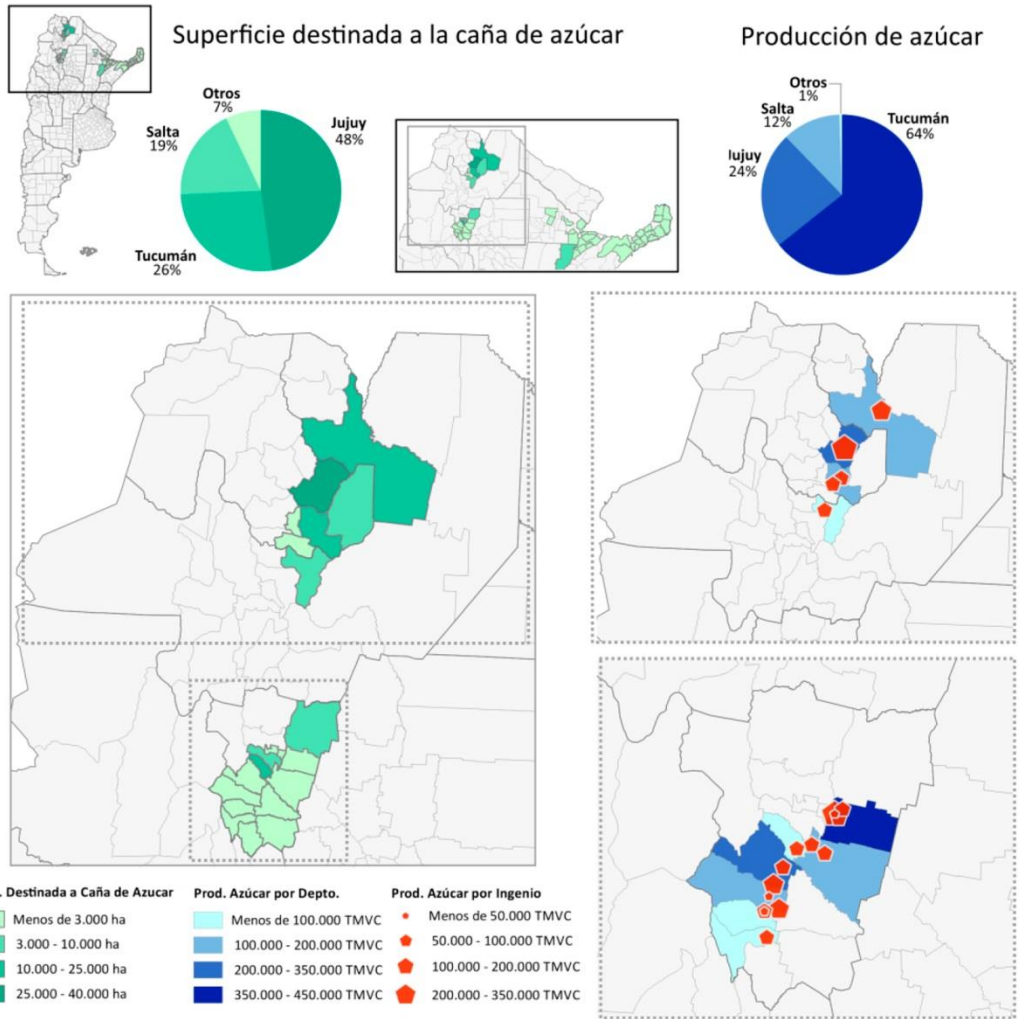 Superficie destinada a la caña de azúcar
Producción de azúcar
Otros
7%
Jujuy
48%
Salta
19%
Tucumán
26%
Otros
1%
Salta
12%
Tucumán
64%
Jujuy
24%
. Destinada a Caña de Azucar
Menos de 3.000 ha
3.000 - 10.000 ha
10.000 - 25.000 ha
25.000 - 40.000 ha
Prod. Azúcar por Depto.
Menos de 100.000 TMVC
100.000 - 200.000 TMVC
200.000 - 350.000 TMVC
350.000 - 450.000 TMVC
Prod. Azúcar por Ingenio
Menos de 50.000 TMVC
50.000 - 100.000 TMVC
100.000 - 200.000 TMVC
200.000 - 350.000 TMVC